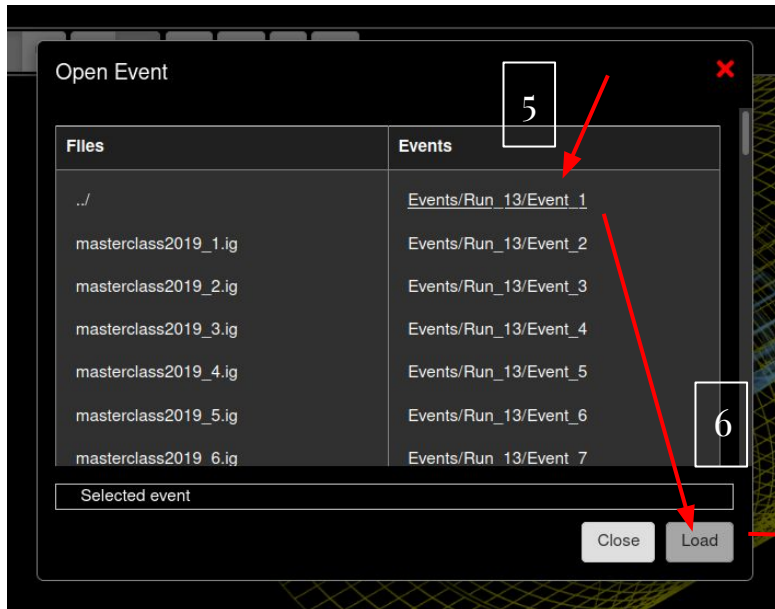 Open Event
5
Files Events
../ Events/Run_13/Event_1
masterclass2019_1.ig Events/Run_13/Event_2
masterclass2019_2.ig Events/Run_13/Event_3
masterclass2019_3.ig Events/Run_13/Event_4
masterclass2019_4.ig Events/Run_13/Event_5
masterclass2019_5.ig Events/Run_13/Event_6
6
masterclass2019_6.ig Events/Run_13/Event_7
Selected event
Close Load